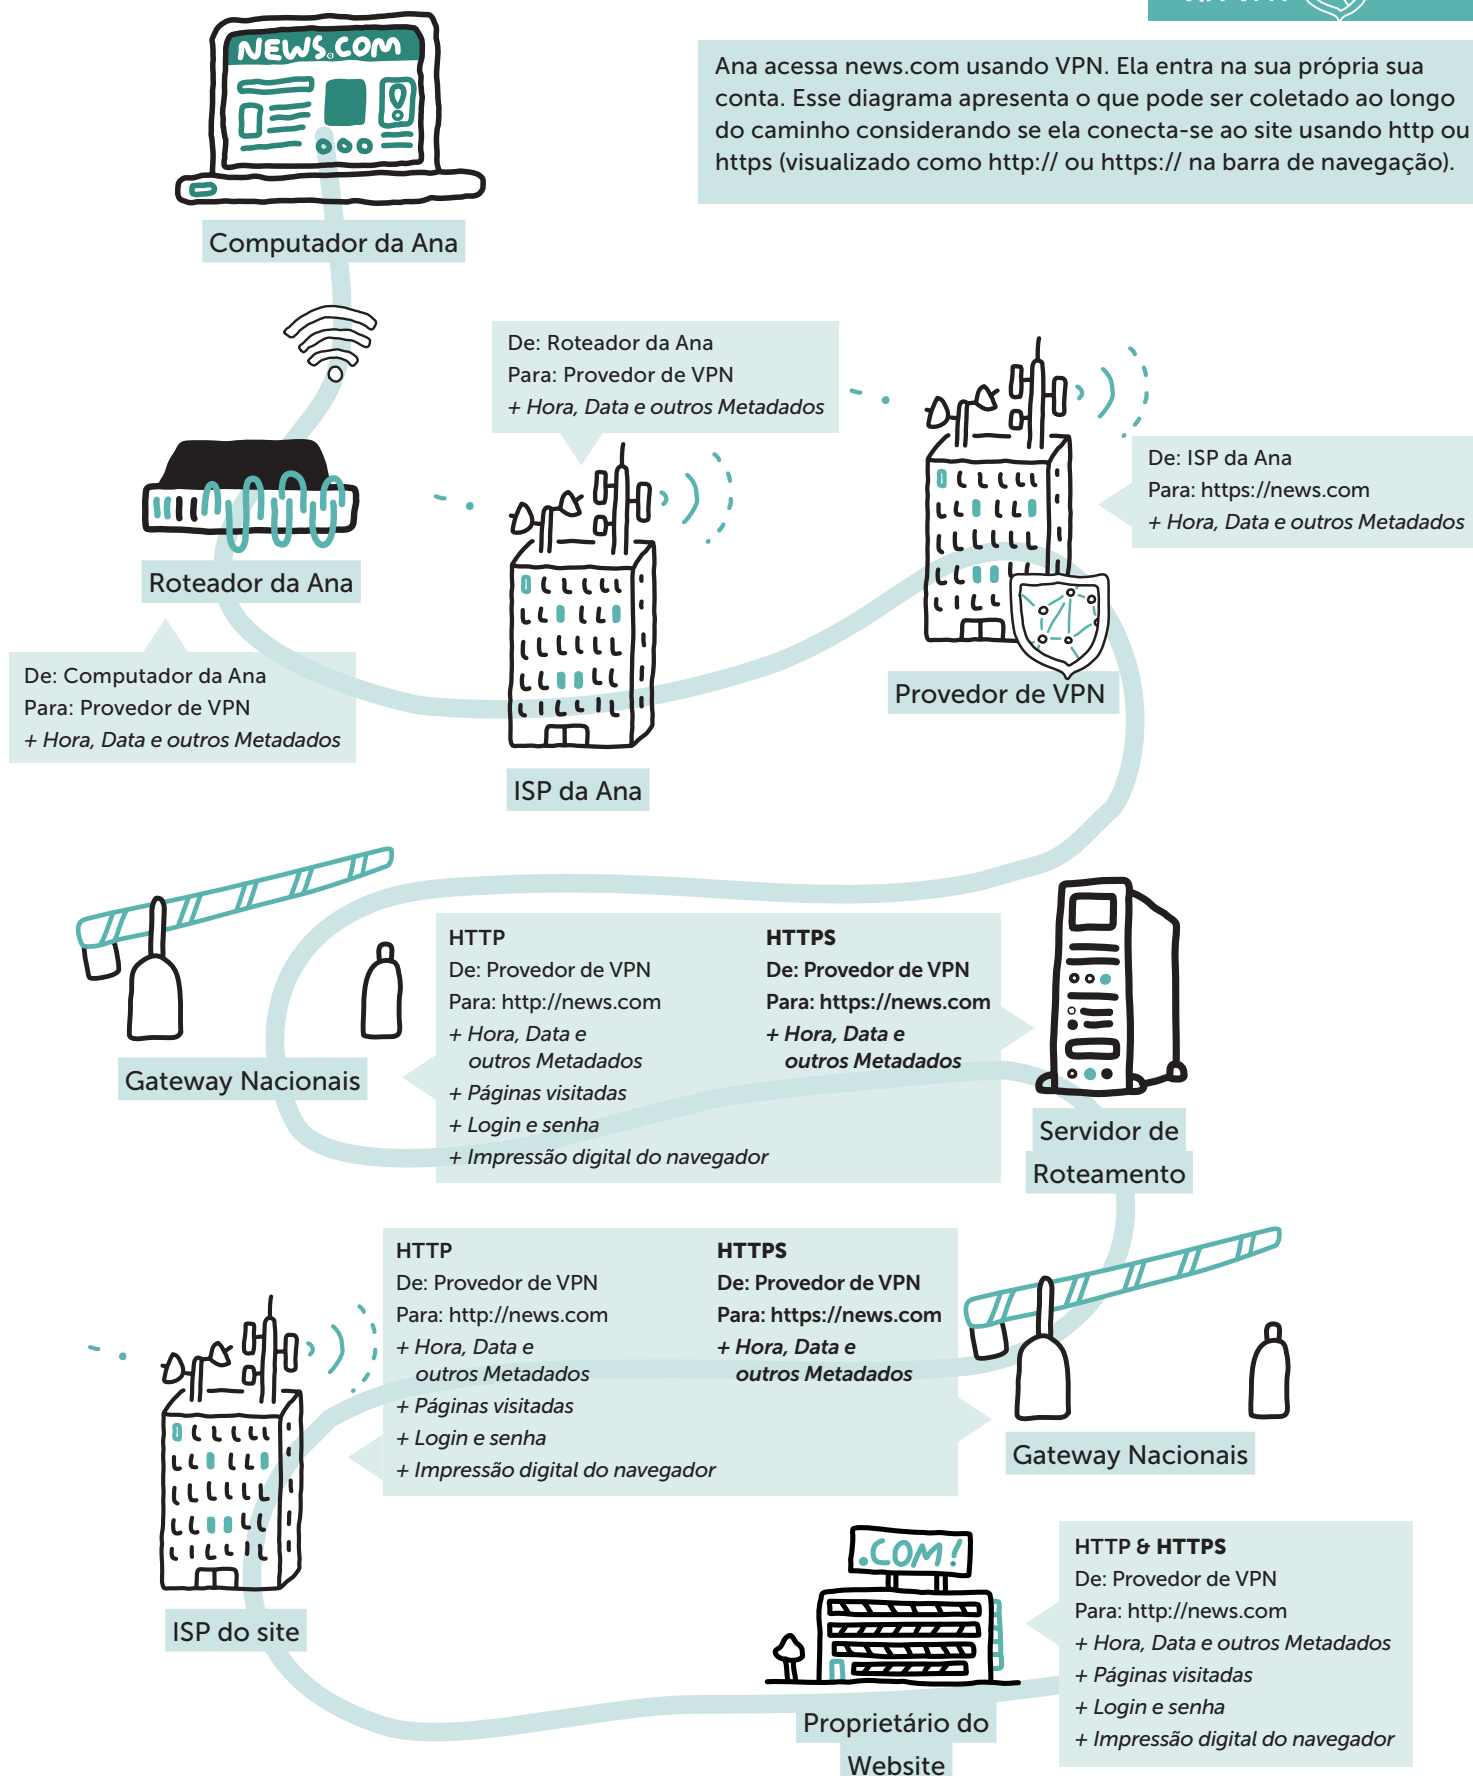 NEWS.COM
Ana acessa news.com usando VPN. Ela entra na sua própria sua
conta. Esse diagrama apresenta o que pode ser coletado ao longo
do caminho considerando se ela conecta-se ao site usando http ou
https (visualizado como http:// ou https:// na barra de navegação).
Computador da Ana
De: Roteador da Ana
Para: Provedor de VPN
+ Hora, Data e outros Metadados
De: ISP da Ana
Para: https://news.com
+ Hora, Data e outros Metadados
Roteador da Ana
De: Computador da Ana
Para: Provedor de VPN
+ Hora, Data e outros Metadados
Provedor de VPN
ISP da Ana
HTTP
De: Provedor de VPN
Para: http://news.com
+ Hora, Data e
outros Metadados
+ Páginas visitadas
+ Login e senha
+ Impressão digital do navegador
HTTPS
De: Provedor de VPN
Para: https://news.com
+ Hora, Data e
outros Metadados
Gateway Nacionais
Servidor de
Roteamento
HTTP
De: Provedor de VPN
Para: http://news.com
+ Hora, Data e
outros Metadados
+ Páginas visitadas
+ Login e senha
+ Impressão digital do navegador
HTTPS
De: Provedor de VPN
Para: https://news.com
+ Hora, Data e
outros Metadados
Gateway Nacionais
ISP do site
.COM!
HTTP & HTTPS
De: Provedor de VPN
Para: http://news.com
+ Hora, Data e outros Metadados
+ Páginas visitadas
+ Login e senha
+ Impressão digital do navegador
Proprietário do
Website